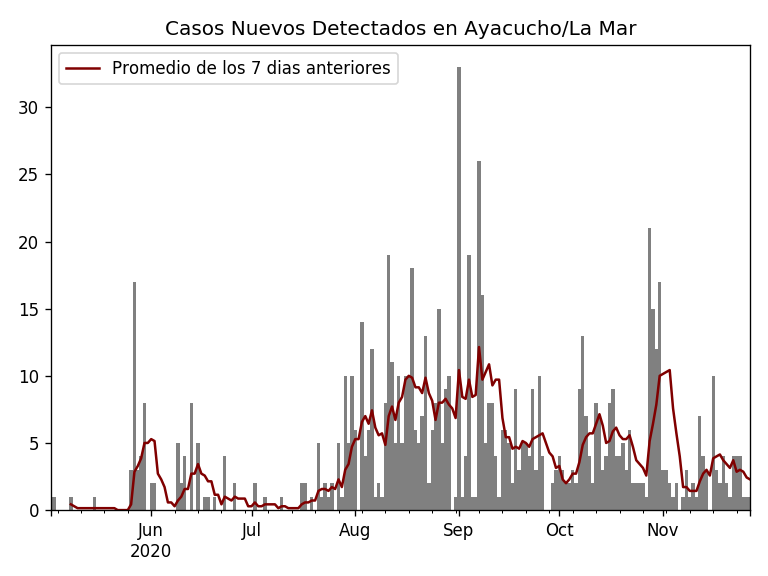 Casos Nuevos Detectados en Ayacucho/La Mar
Promedio de los 7 dias anteriores
30
25
20
15
10
5
0
Jun Jul Aug Sep Oct Nov
2020